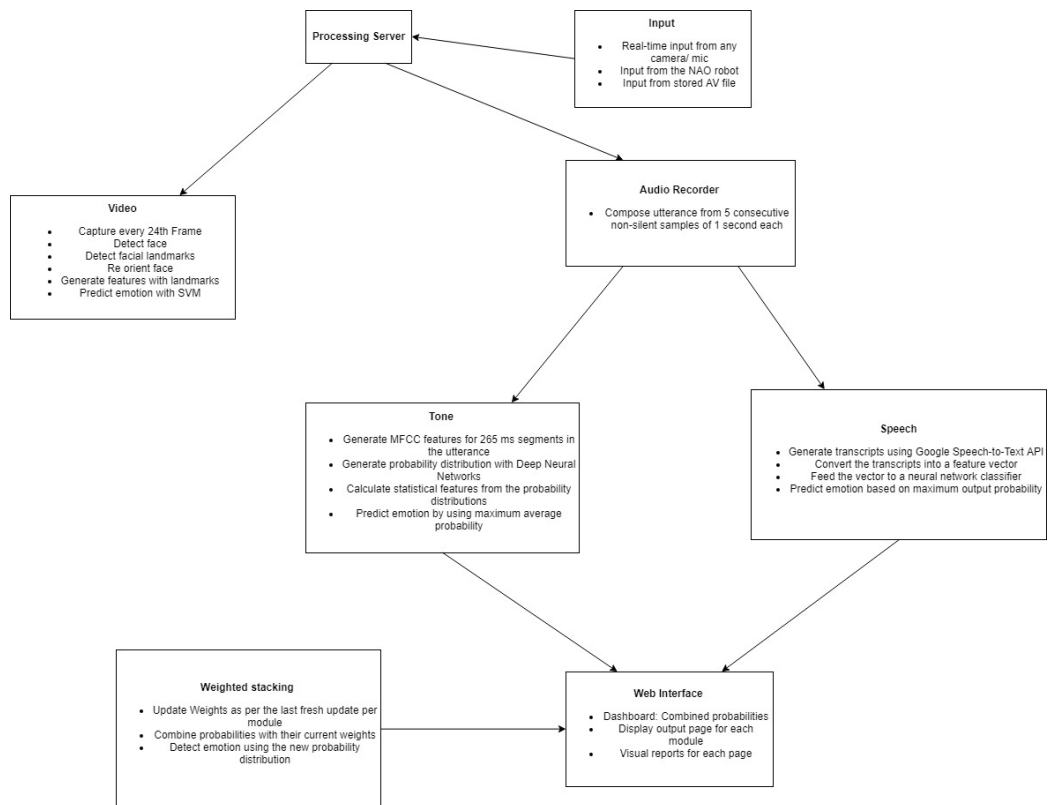 Processing Server
Input
Real-time input from any
camera/ mic
Input from the NAO robot
Input from stored AV file
Video
Capture every 24th Frame
Detect face
Detect facial landmarks
Re orient face
Generate features with landmarks
Predict emotion with SVM
Audio Recorder
Compose utterance from 5 consecutive
non-silent samples of 1 second each
Tone
Generate MFCC features for 265 ms segments in
the utterance
Generate probability distribution with Deep Neural
Networks
Calculate statistical features from the probability
distributions
Predict emotion by using maximum average
probability
Speech
Generate transcripts using Google Speech-to-Text API
Convert the transcripts into a feature vector
Feed the vector to a neural network classifier
Predict emotion based on maximum output probability
Weighted stacking
Update Weights as per the last fresh update per
module
Combine probabilities with their current weights
Detect emotion using the new probability
distribution
Web Interface
Dashboard: Combined probabilities
Display output page for each
module
Visual reports for each page